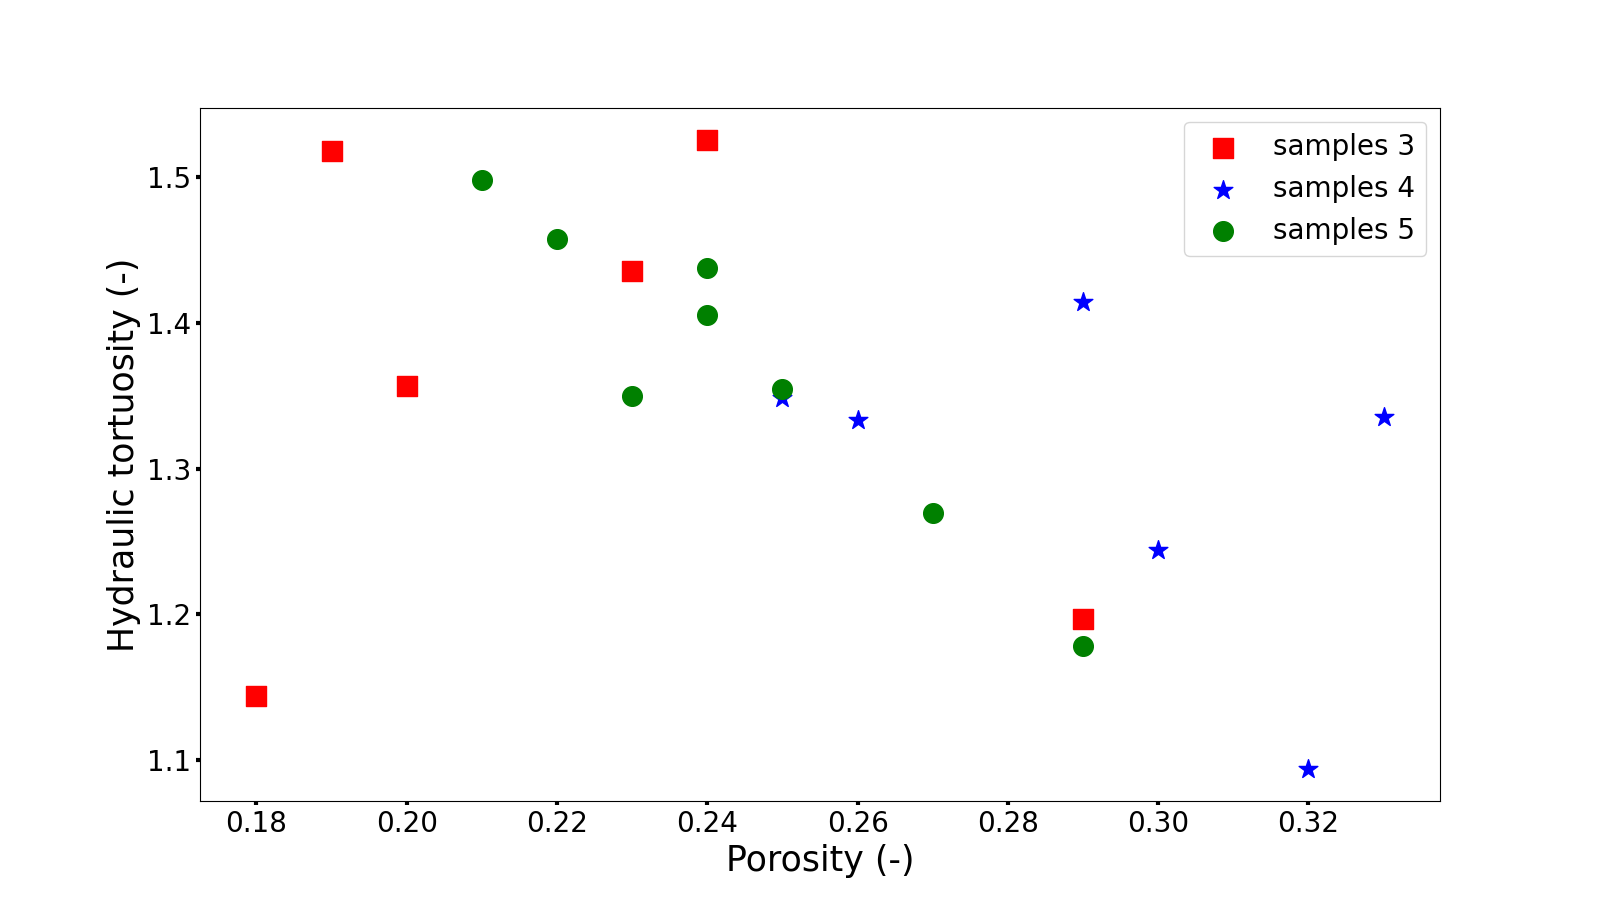 samples 3
samples 4
samples 5
Hydraulic tortuosity (-)
1.5
1.4
1.3
1.2
1.1
0.18 0.20 0.22 0.24 0.26 0.28 0.30 0.32
Porosity (-)